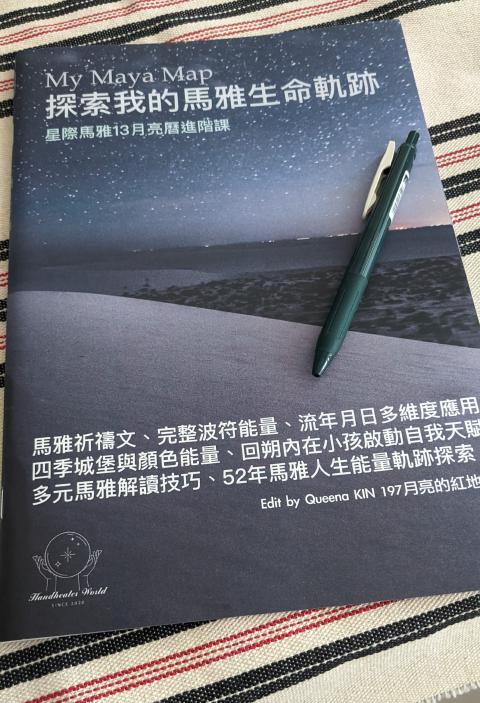 My Maya Map
探索我的馬雅生命軌跡
星際馬雅13月亮曆進階課
馬雅祈禱文、完整波符能量、流年月日多維度應用
四季城堡與顏色能量、回朔內在小孩啟動自我天賦
多元馬雅解讀技巧、52年馬雅人生能量軌跡探索
Edit by Queena KIN 197月亮的紅地
Handheater World
SINCE 2020